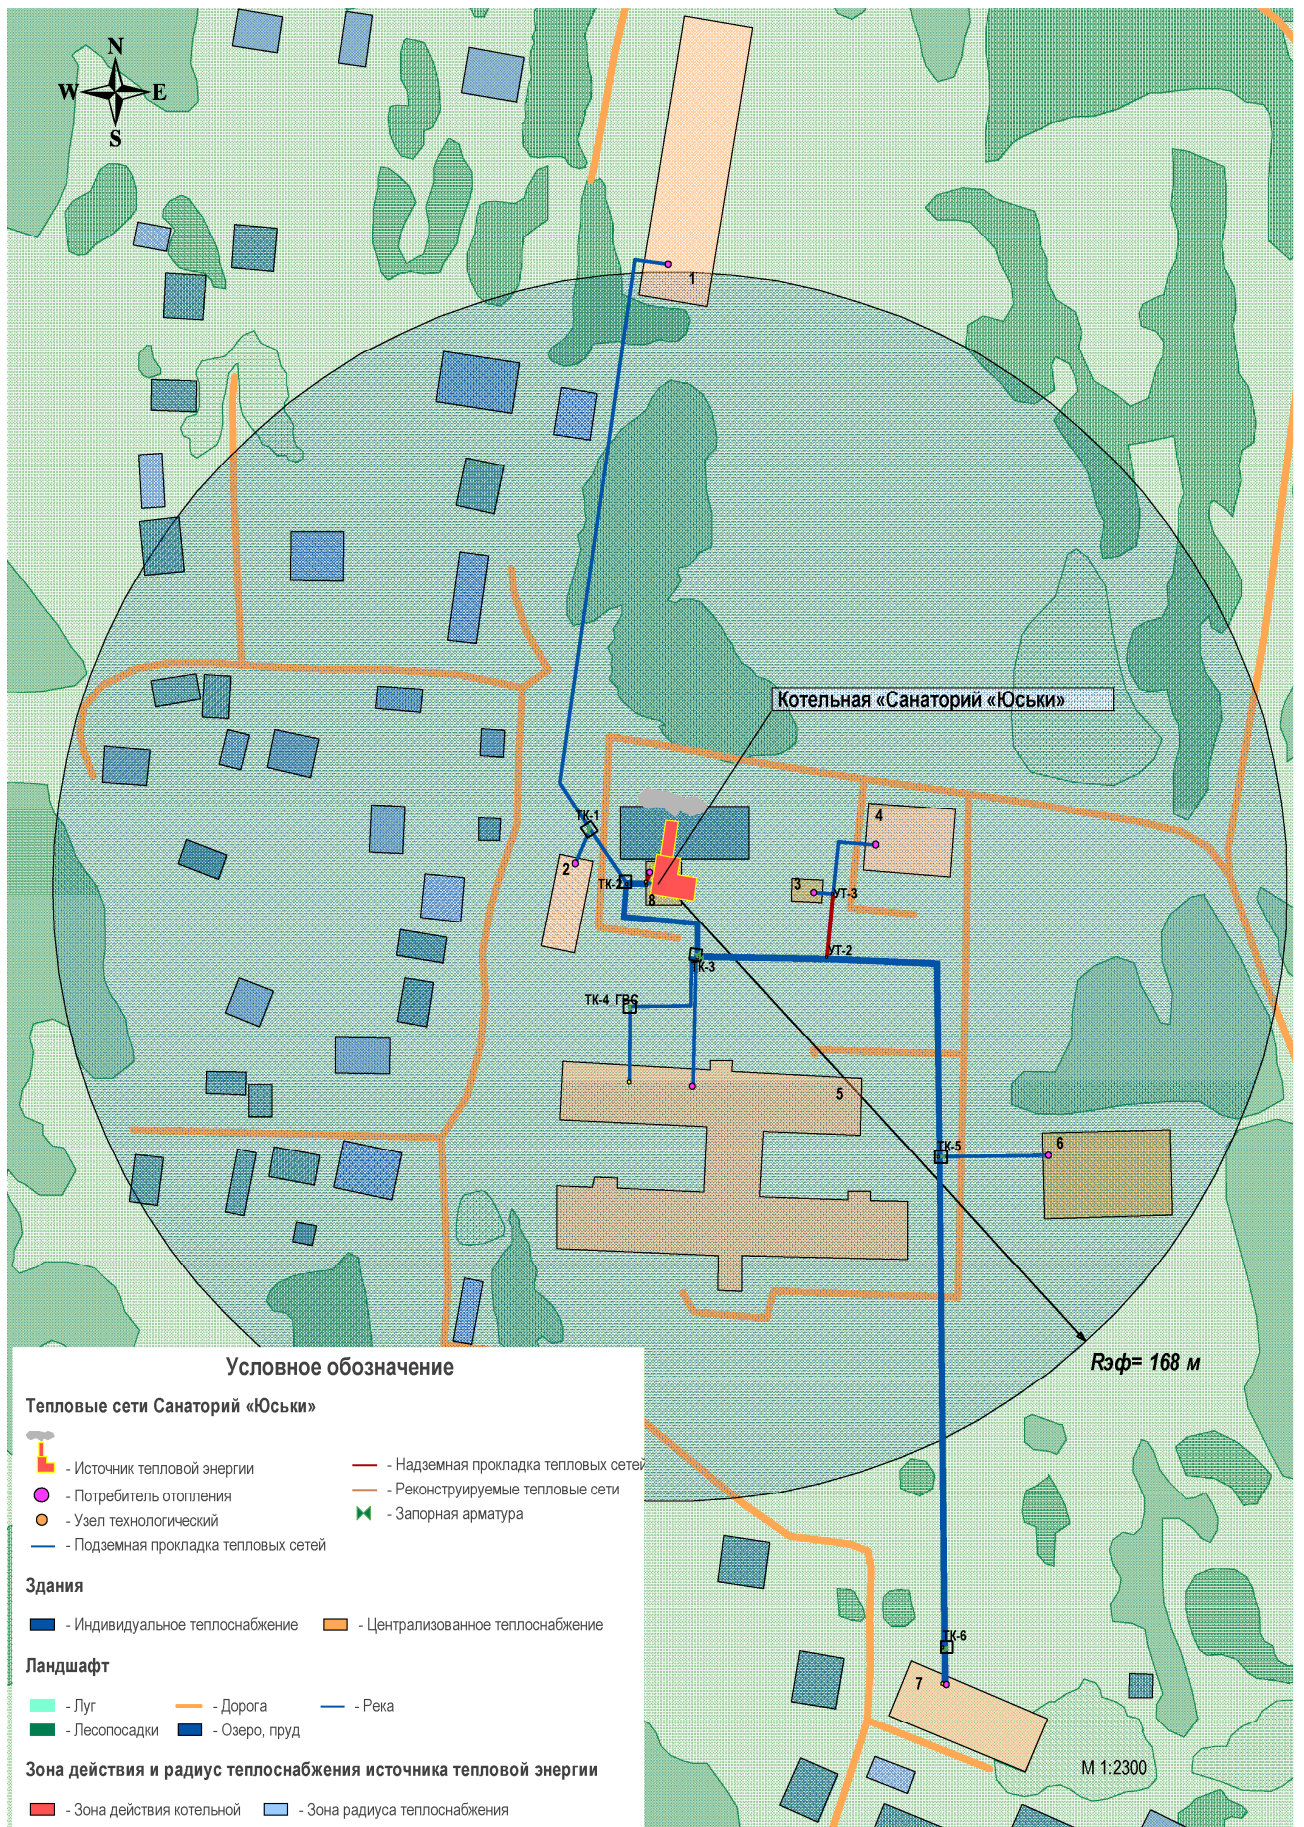 N
W E
S
1
Котельная «Санаторий «Юськи»
ТК-1
4
2
ТК-2
3
УТ-3
8
УТ-2
ТК-3
ТК-4 ГВС
5
ТК-5
6
Rэф= 168 м
ТК-6
7
М 1:2300
Условное обозначение
Тепловые сети Санаторий «Юськи»
- Источник тепловой энергии
- Потребитель отопления
- Узел технологический
- Подземная прокладка тепловых сетей
- Надземная прокладка тепловых сетей
- Реконструируемые тепловые сети
- Запорная арматура
Здания
- Индивидуальное теплоснабжение - Централизованное теплоснабжение
Ландшафт
- Луг - Дорога - Река
- Лесопосадки - Озеро, пруд
Зона действия и радиус теплоснабжения источника тепловой энергии
- Зона действия котельной - Зона радиуса теплоснабжения